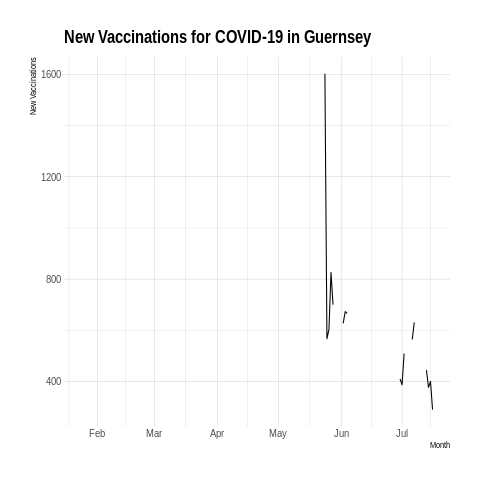 New Vaccinations for COVID-19 in Guernsey
New Vaccinations
1600
1200
800
400
Feb Mar Apr May Jun Jul
Month